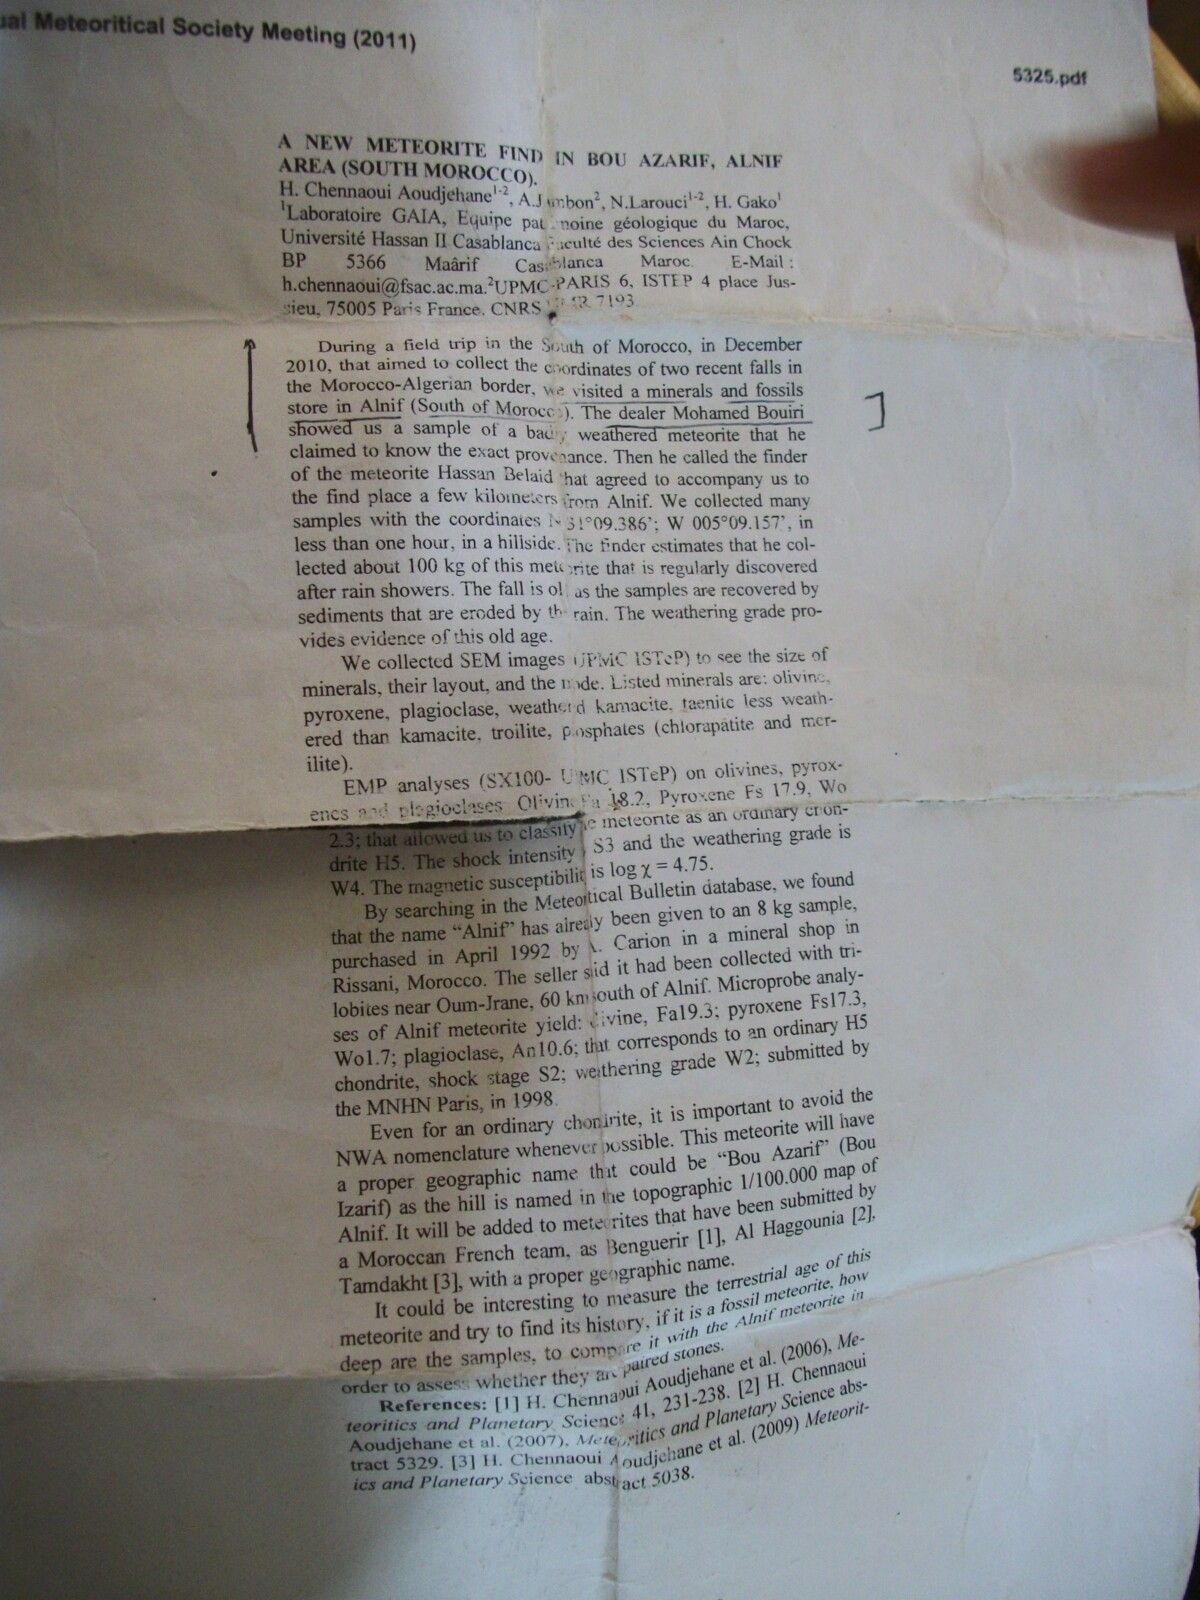 ual Meteoritical Society Meeting (2011)
5325.pdf
A NEW METEORITE FIND IN BOU AZARIF, ALNIF
AREA (SOUTH MOROCCO).
H. Chennaoui Aoudjehane1-2, A.Jambon2, N.Larouci1-2, H. Gako1
1Laboratoire GAIA, Equipe patrimoine géologique du Maroc,
Université Hassan II Casablanca Faculté des Sciences Ain Chock
BP 5366 Maârif Casablanca Maroc. E-Mail :
h.chennaoui@fsac.ac.ma.2UPMC-PARIS 6, ISTEP 4 place Jus-
sieu, 75005 Paris France. CNRS UMR 7193
During a field trip in the South of Morocco, in December
2010, that aimed to collect the coordinates of two recent falls in
the Morocco-Algerian border, we visited a minerals and fossils
store in Alnif (South of Morocco). The dealer Mohamed Bouiri
showed us a sample of a badly weathered meteorite that he
claimed to know the exact provenance. Then he called the finder
of the meteorite Hassan Belaid that agreed to accompany us to
the find place a few kilometers from Alnif. We collected many
samples with the coordinates N 31°09.386'; W 005°09.157', in
less than one hour, in a hillside. The finder estimates that he col-
lected about 100 kg of this meteorite that is regularly discovered
after rain showers. The fall is old as the samples are recovered by
sediments that are eroded by the rain. The weathering grade pro-
vides evidence of this old age.
We collected SEM images (UPMC ISTeP) to see the size of
minerals, their layout, and the mode. Listed minerals are: olivine,
pyroxene, plagioclase, weatherd kamacite, taenite less weath-
ered than kamacite, troilite, phosphates (chlorapatite and mer-
ilite).
EMP analyses (SX100- UPMC ISTeP) on olivines, pyrox-
enes and plagioclases: Olivine Fa 18.2, Pyroxene Fs 17.9, Wo
2.3; that allowed us to classify the meteorite as an ordinary chon-
drite H5. The shock intensity is S3 and the weathering grade is
W4. The magnetic susceptibility is log χ = 4.75.
By searching in the Meteoritical Bulletin database, we found
that the name "Alnif" has already been given to an 8 kg sample,
purchased in April 1992 by A. Carion in a mineral shop in
Rissani, Morocco. The seller said it had been collected with tri-
lobites near Oum-Jrane, 60 km south of Alnif. Microprobe analy-
ses of Alnif meteorite yield: olivine, Fa19.3; pyroxene Fs17.3,
Wo1.7; plagioclase, An10.6; that corresponds to an ordinary H5
chondrite, shock stage S2; weathering grade W2; submitted by
the MNHN Paris, in 1998.
Even for an ordinary chondrite, it is important to avoid the
NWA nomenclature whenever possible. This meteorite will have
a proper geographic name that could be "Bou Azarif" (Bou
Izarif) as the hill is named in the topographic 1/100.000 map of
Alnif. It will be added to meteorites that have been submitted by
a Moroccan French team, as Benguerir [1], Al Haggounia [2],
Tamdakht [3], with a proper geographic name.
It could be interesting to measure the terrestrial age of this
meteorite and try to find its history, if it is a fossil meteorite, how
deep are the samples, to compare it with the Alnif meteorite in
order to assess whether they are paired stones.
References: [1] H. Chennaoui Aoudjehane et al. (2006), Me-
teoritics and Planetary Science 41, 231-238. [2] H. Chennaoui
Aoudjehane et al. (2007), Meteoritics and Planetary Science abs-
tract 5329. [3] H. Chennaoui Aoudjehane et al. (2009) Meteorit-
ics and Planetary Science abstract 5038.